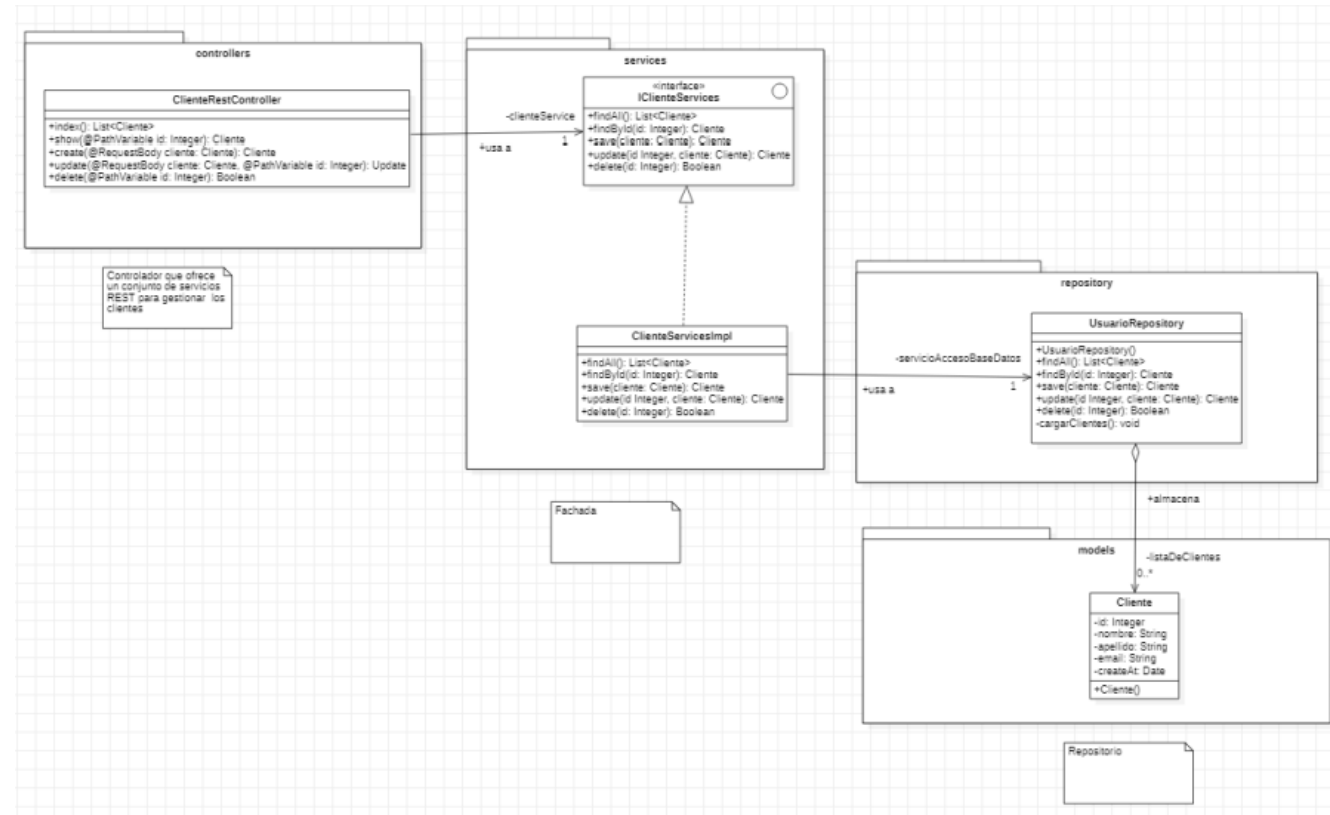 controllers
ClienteRestController
+index(): List<Cliente>
+show(@PathVariable id: Integer): Cliente
+create(@RequestBody cliente: Cliente): Cliente
+update(@RequestBody cliente: Cliente, @PathVariable id: Integer): Update
+delete(@PathVariable id: Integer): Boolean
Controlador que ofrece
un conjunto de servicios
REST para gestionar los
clientes
-clienteService
+usa a
1
services
«interface»
IClienteServices
+findAll(): List<Cliente>
+findById(id: Integer): Cliente
+save(cliente: Cliente): Cliente
+update(id Integer, cliente: Cliente): Cliente
+delete(id: Integer): Boolean
ClienteServicesImpl
+findAll(): List<Cliente>
+findById(id: Integer): Cliente
+save(cliente: Cliente): Cliente
+update(id Integer, cliente: Cliente): Cliente
+delete(id: Integer): Boolean
Fachada
-servicioAccesoBaseDatos
+usa a
1
repository
UsuarioRepository
+UsuarioRepository()
+findAll(): List<Cliente>
+findById(id: Integer): Cliente
+save(cliente: Cliente): Cliente
+update(id Integer, cliente: Cliente): Cliente
+delete(id: Integer): Boolean
-cargarClientes(): void
+almacena
models
-listaDeClientes
0..*
Cliente
-id: Integer
-nombre: String
-apellido: String
-email: String
-createAt: Date
+Cliente()
Repositorio